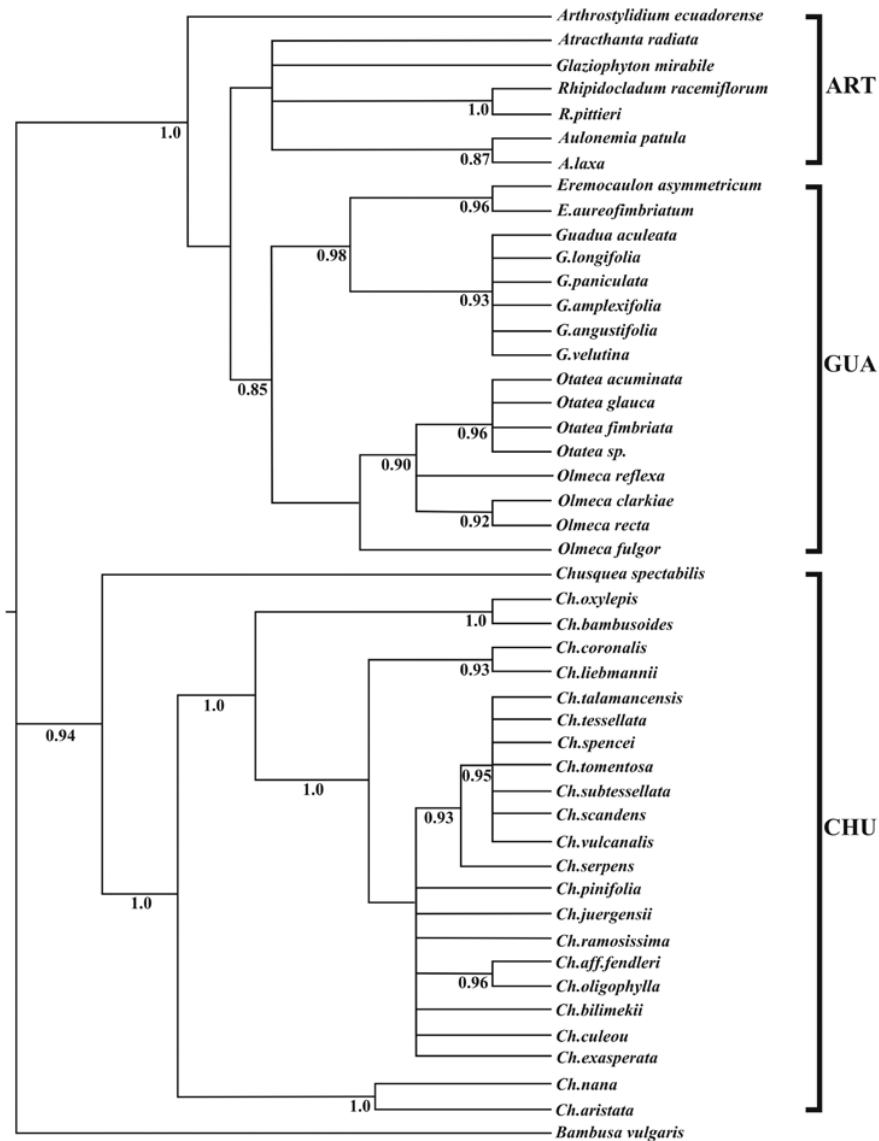 Arthrostylidium ecuadorense
Atracthanta radiata
Glaziophyton mirabile
Rhipidocladum racemiflorum
ART
1.0
1.0
R.pittieri
Aulonemia patula
0.87
A.laxa
Eremocaulon asymmetricum
0.96
E.aureofimbriatum
Guadua aculeata
0.98
G.longifolia
G.paniculata
0.93
G.amplexifolia
G.angustifolia
G.velutina
GUA
Otatea acuminata
0.85
Otatea glauca
Otatea fimbriata
0.96
Otatea sp.
0.90
Olmeca reflexa
Olmeca clarkiae
0.92
Olmeca recta
Olmeca fulgor
Chusquea spectabilis
Ch.oxylepis
1.0
Ch.bambusoides
Ch.coronalis
0.93
Ch.liebmannii
Ch.talamancensis
1.0
Ch.tessellata
0.94
Ch.spencei
Ch.tomentosa
0.95
1.0
Ch.subtessellata
0.93
Ch.scandens
CHU
Ch.vulcanalis
Ch.serpens
Ch.pinifolia
1.0
Ch.juergensii
Ch.ramosissima
Ch.aff.fendleri
0.96
Ch.oligophylla
Ch.bilimekii
Ch.culeou
Ch.exasperata
Ch.nana
1.0
Ch.aristata
Bambusa vulgaris